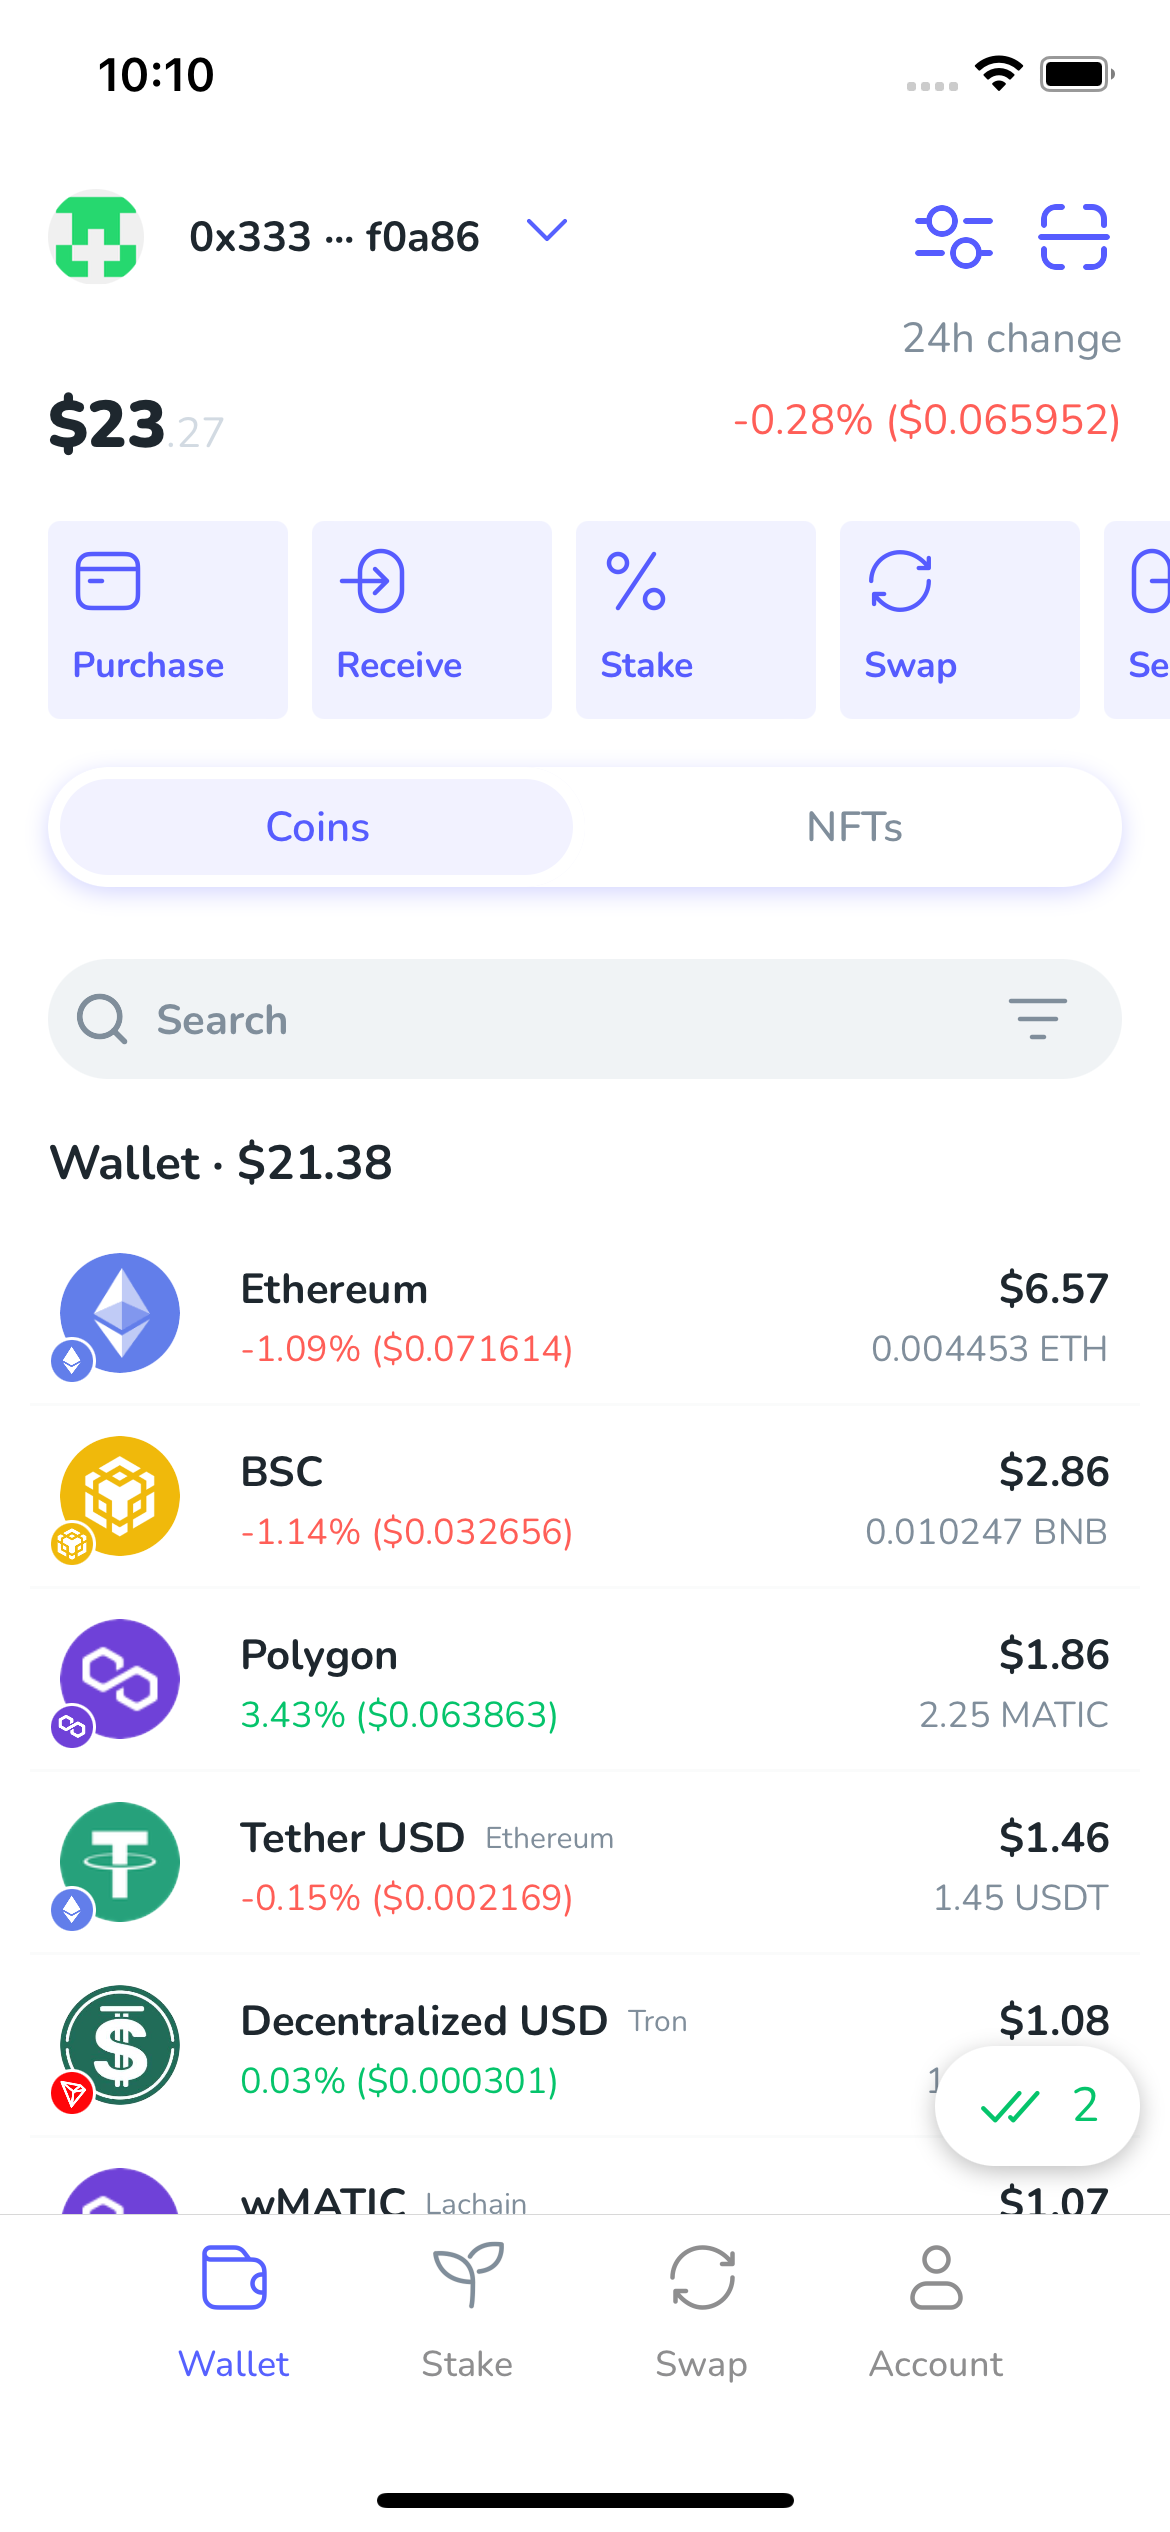 10:10
0x333 ··· f0a86
24h change
$23.27
-0.28% ($0.065952)
Purchase
Receive
Stake
Swap
Se
Coins
NFTs
Search
Wallet · $21.38
Ethereum
$6.57
-1.09% ($0.071614)
0.004453 ETH
BSC
$2.86
-1.14% ($0.032656)
0.010247 BNB
Polygon
$1.86
3.43% ($0.063863)
2.25 MATIC
Tether USD Ethereum
$1.46
-0.15% ($0.002169)
1.45 USDT
Decentralized USD Tron
$1.08
0.03% ($0.000301)
1
2
wMATIC Lachain
$1.07
Wallet
Stake
Swap
Account